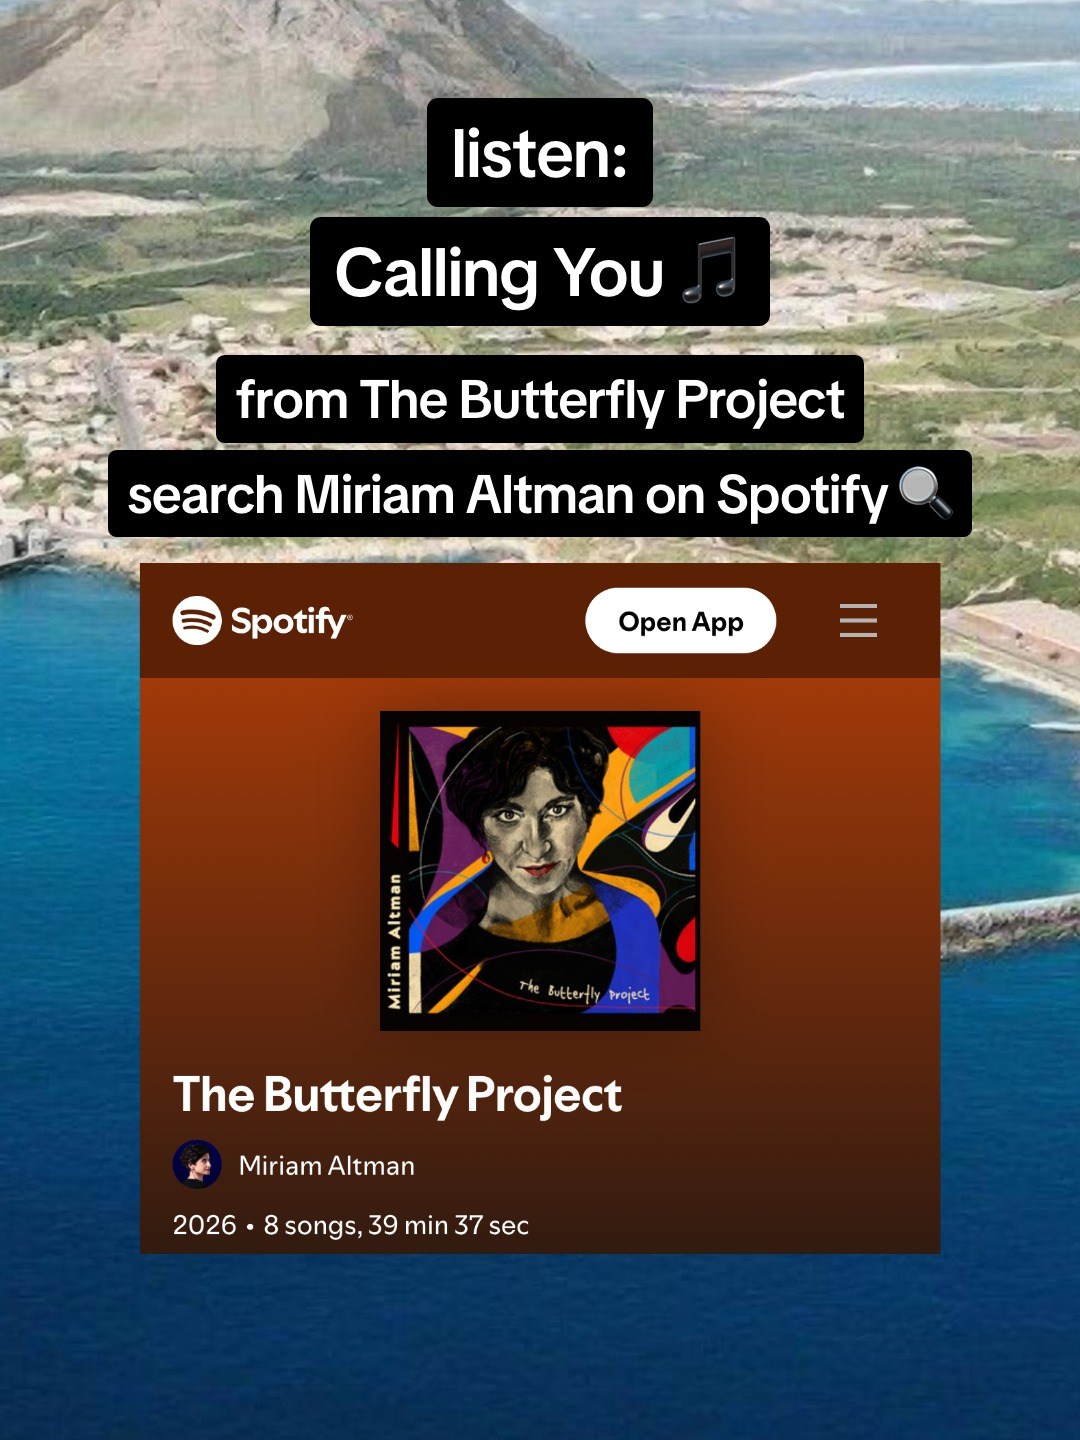 listen:
Calling You 🎵
from The Butterfly Project
search Miriam Altman on Spotify 🔍
Spotify®
Open App
Miriam Altman
The Butterfly Project
The Butterfly Project
Miriam Altman
2026 • 8 songs, 39 min 37 sec